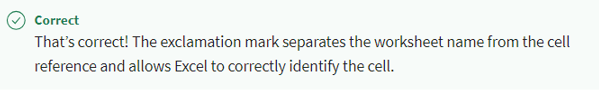 Correct
That’s correct! The exclamation mark separates the worksheet name from the cell
reference and allows Excel to correctly identify the cell.